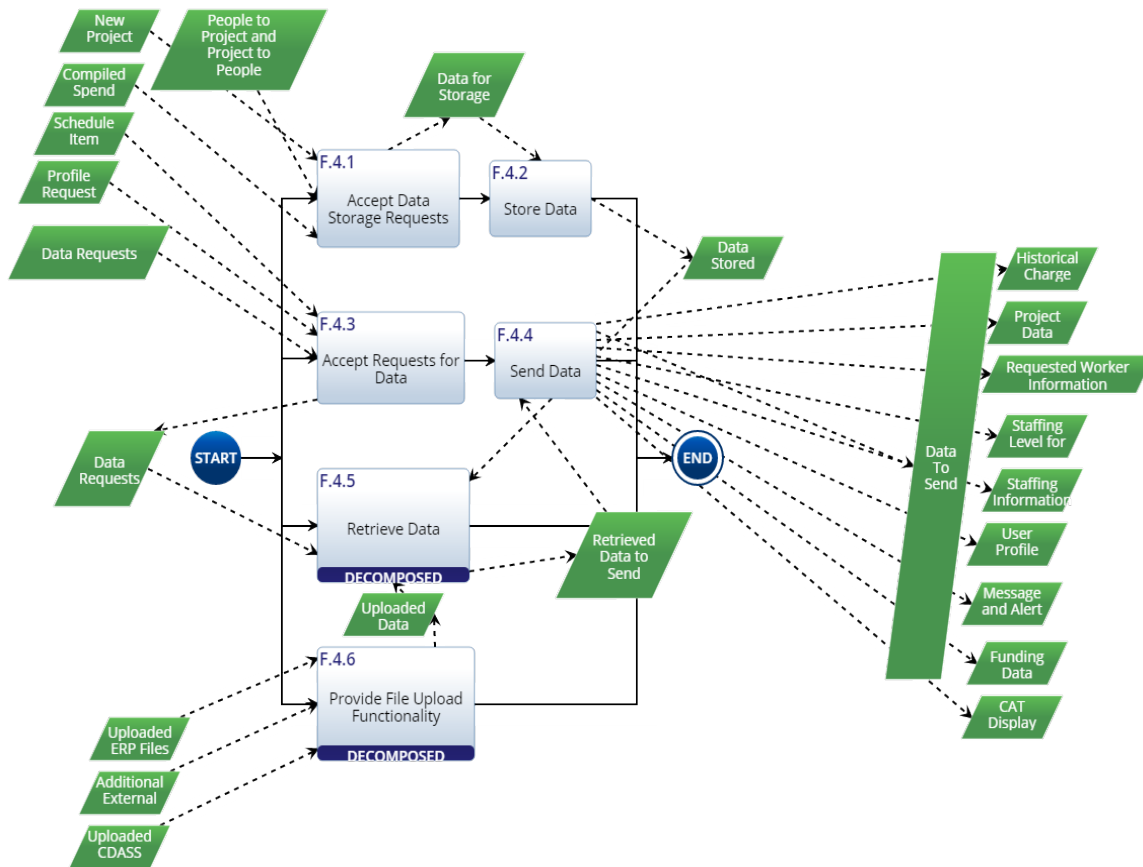 New
Project
People to
Project and
Project to
People
Compiled
Spend
Data for
Storage
Schedule
Item
F.4.1
Accept Data
Storage Requests
F.4.2
Store Data
Profile
Request
Data Requests
Data
Stored
Historical
Charge
F.4.3
Accept Requests for
Data
F.4.4
Send Data
Project
Data
Requested Worker
Information
Staffing
Level for
Data
Requests
START
END
Data
To
Send
F.4.5
Retrieve Data
DECOMPOSED
Staffing
Information
Retrieved
Data to
Send
User
Profile
Uploaded
Data
Message
and Alert
F.4.6
Provide File Upload
Functionality
DECOMPOSED
Funding
Data
Uploaded
ERP Files
CAT
Display
Additional
External
Uploaded
CDASS